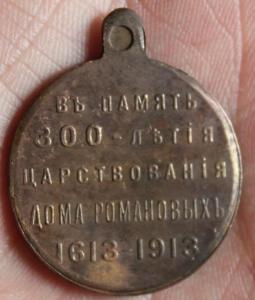 ВЪ ПАМЯТЬ
300-ЛѢТІЯ
ЦАРСТВОВАНІЯ
ДОМА РОМАНОВЫХЪ
1613-1913